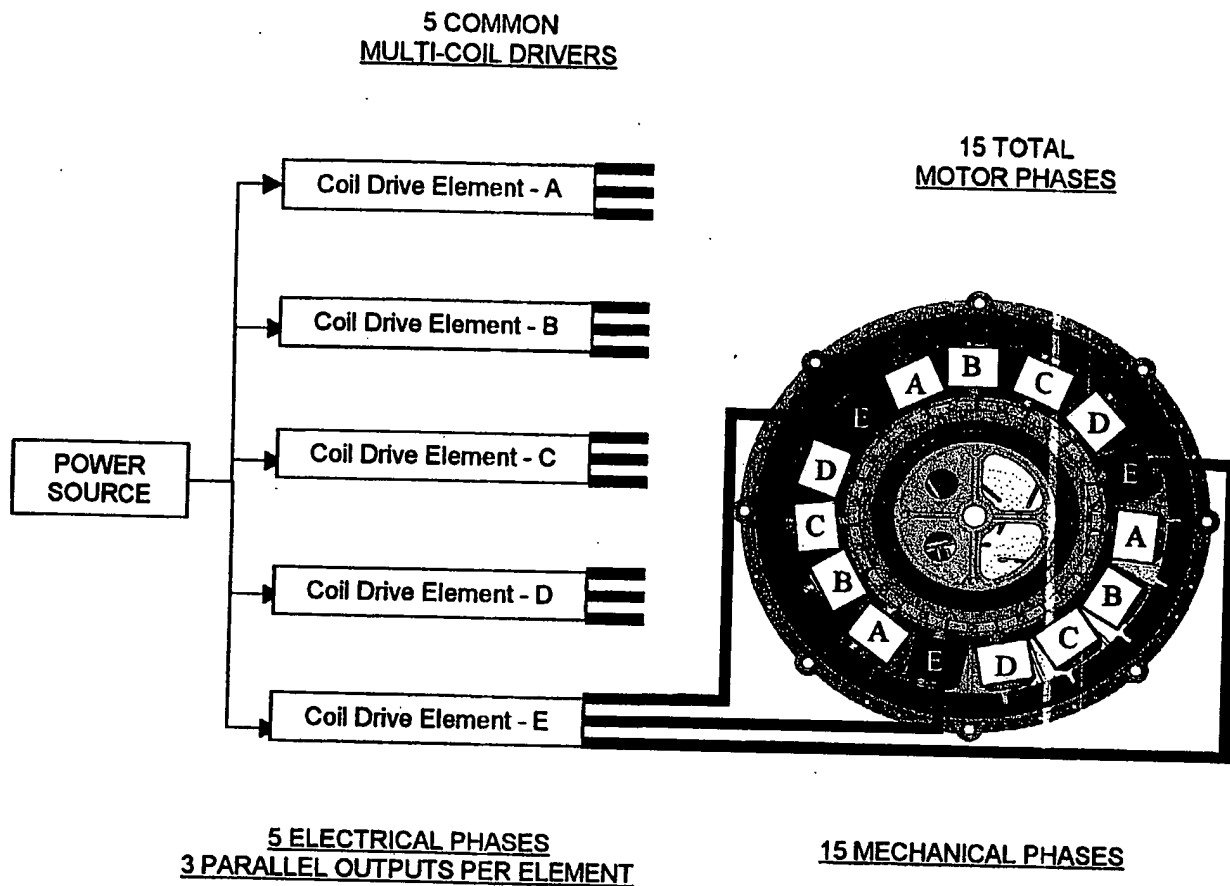 5 COMMON
MULTI-COIL DRIVERS
15 TOTAL
MOTOR PHASES
Coil Drive Element - A
Coil Drive Element - B
Coil Drive Element - C
Coil Drive Element - D
Coil Drive Element - E
POWER
SOURCE
A
B
C
D
E
A
B
C
D
E
A
B
C
D
E
5 ELECTRICAL PHASES
3 PARALLEL OUTPUTS PER ELEMENT
15 MECHANICAL PHASES